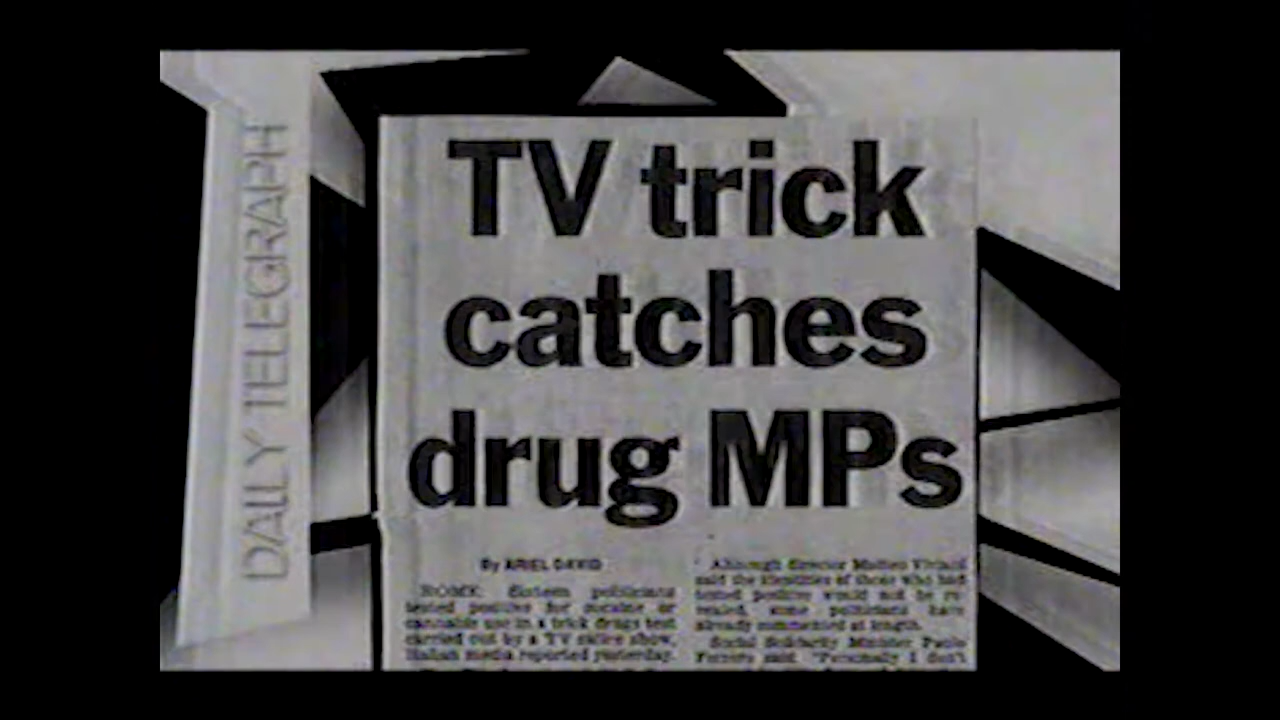 DAILY TELEGRAPH
TV trick
catches
drug MPs
By ARIEL DAVID
ROME: Sixteen politicians
tested positive for cocaine or
cannabis use in a trick drugs test
carried out by a TV satire show,
Italian media reported yesterday.
Although director Matteo Viviani
said the identities of those who had
tested positive would not be re-
vealed, some politicians have
already commented at length.
Social Solidarity Minister Paolo
Ferrero said: "Personally I don't